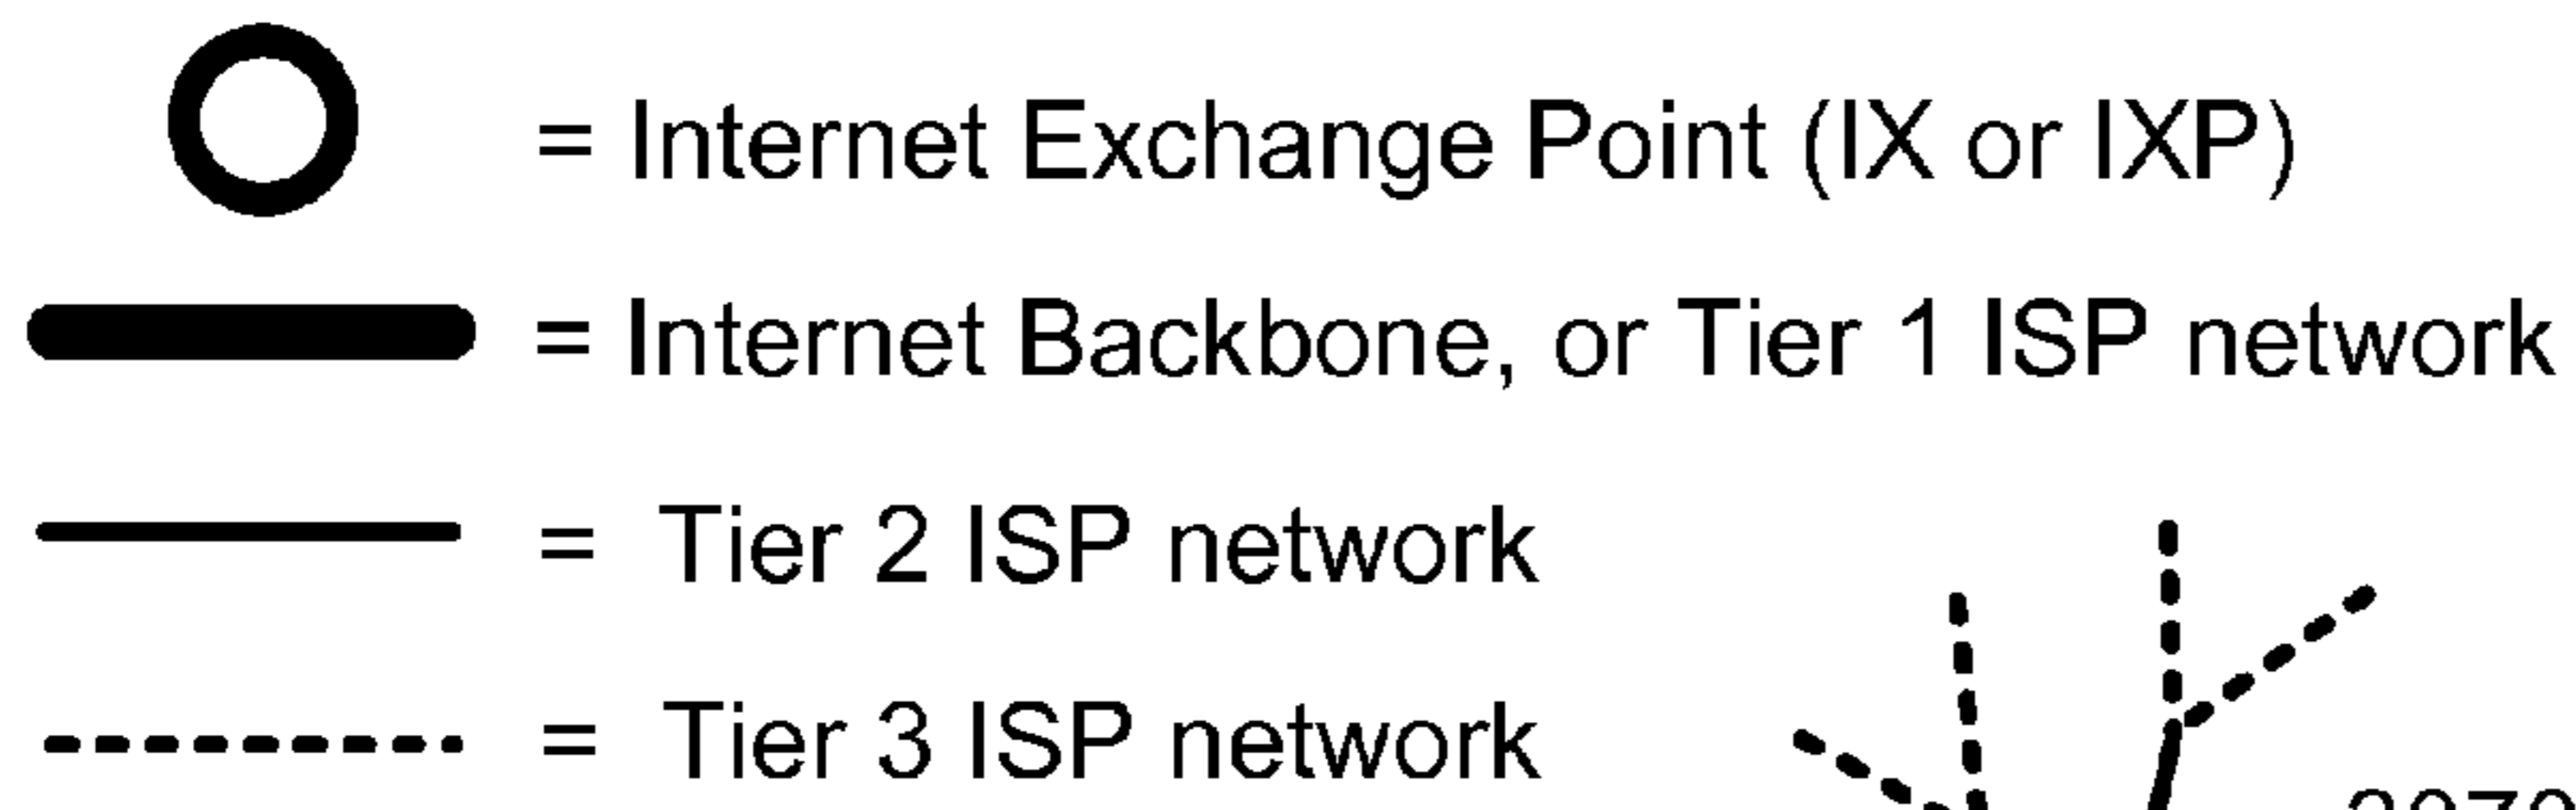 = Internet Exchange Point (IX or IXP)
= Internet Backbone, or Tier 1 ISP network
= Tier 2 ISP network
= Tier 3 ISP network